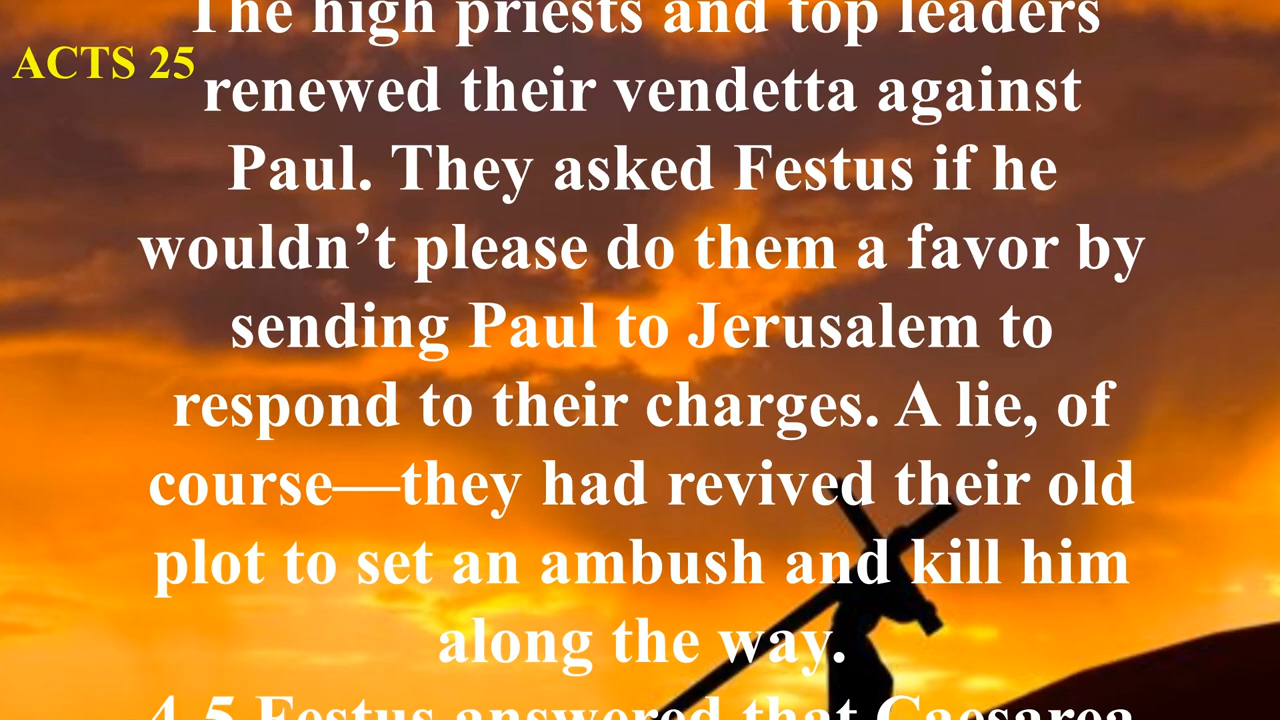 The high priests and top leaders
ACTS 25
renewed their vendetta against
Paul. They asked Festus if he
wouldn’t please do them a favor by
sending Paul to Jerusalem to
respond to their charges. A lie, of
course—they had revived their old
plot to set an ambush and kill him
along the way.
4-5 Festus answered that Caesarea